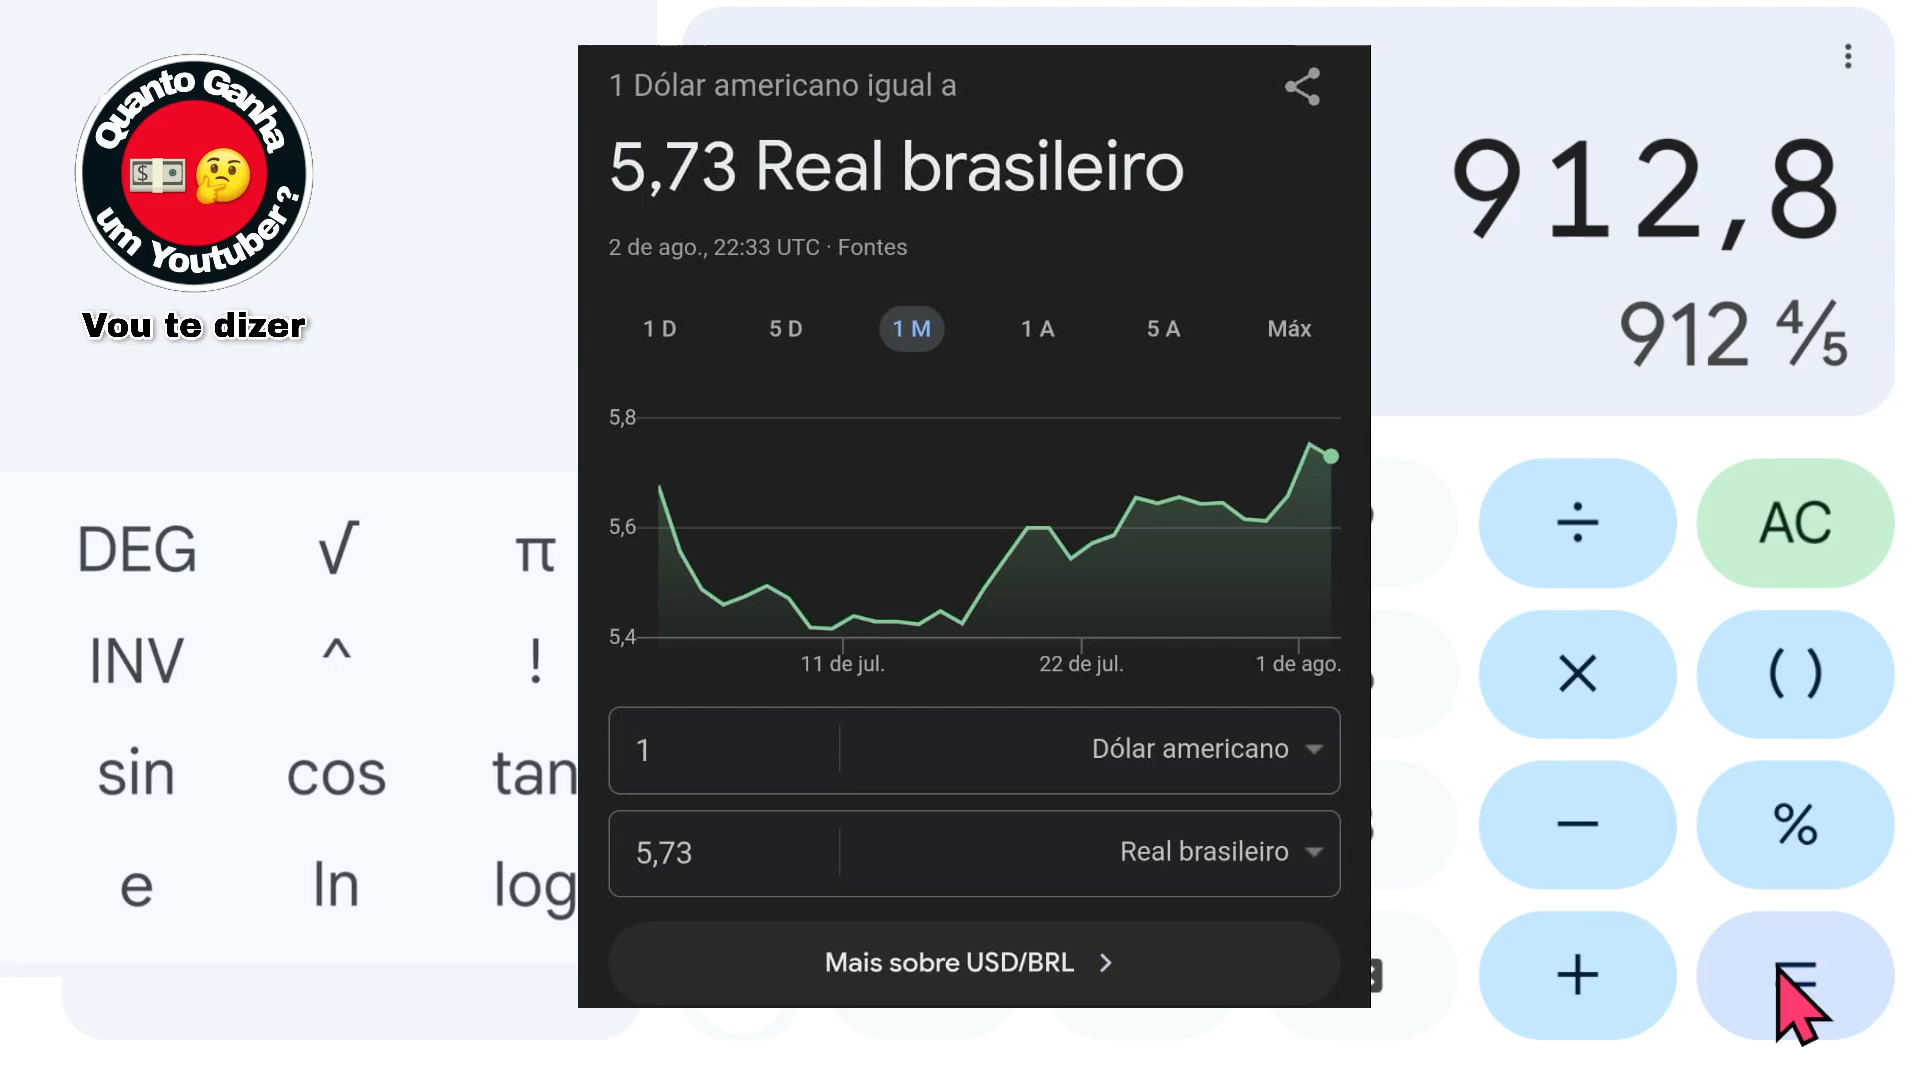 Quanto Ganha
um Youtuber?
Vou te dizer
1 Dólar americano igual a
5,73 Real brasileiro
2 de ago., 22:33 UTC · Fontes
1 D 5 D 1 M 1 A 5 A Máx
5,8
5,6
5,4
11 de jul. 22 de jul. 1 de ago.
1 Dólar americano
5,73 Real brasileiro
Mais sobre USD/BRL
912,8
912 ⅘
DEG √ π
INV ^ !
sin cos tan
e ln log
÷ AC
× ( )
− %
+ =